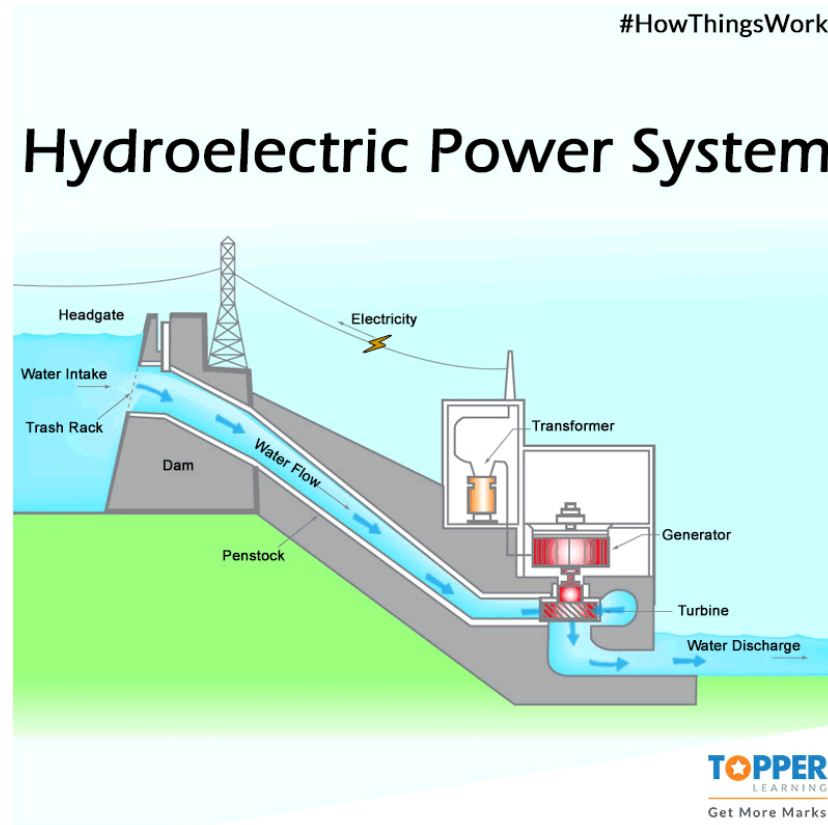 #HowThingsWork
Hydroelectric Power System
Headgate
Electricity
Water Intake
Trash Rack
Transformer
Water Flow
Dam
Generator
Penstock
Turbine
Water Discharge
TOPPER
LEARNING
Get More Marks